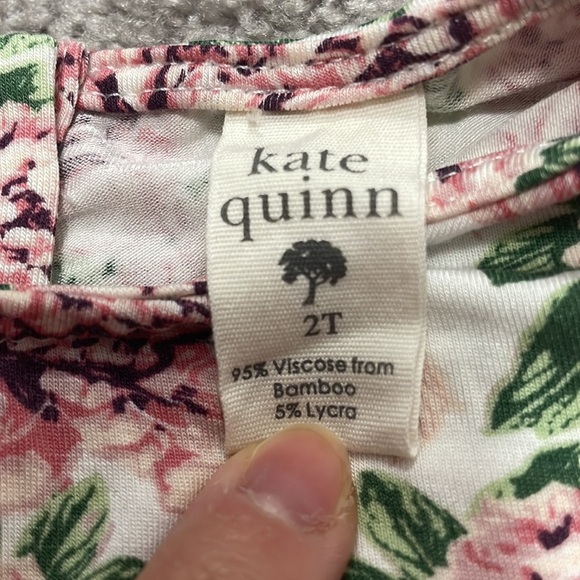 kate
quinn
2T
95% Viscose from
Bamboo
5% Lycra